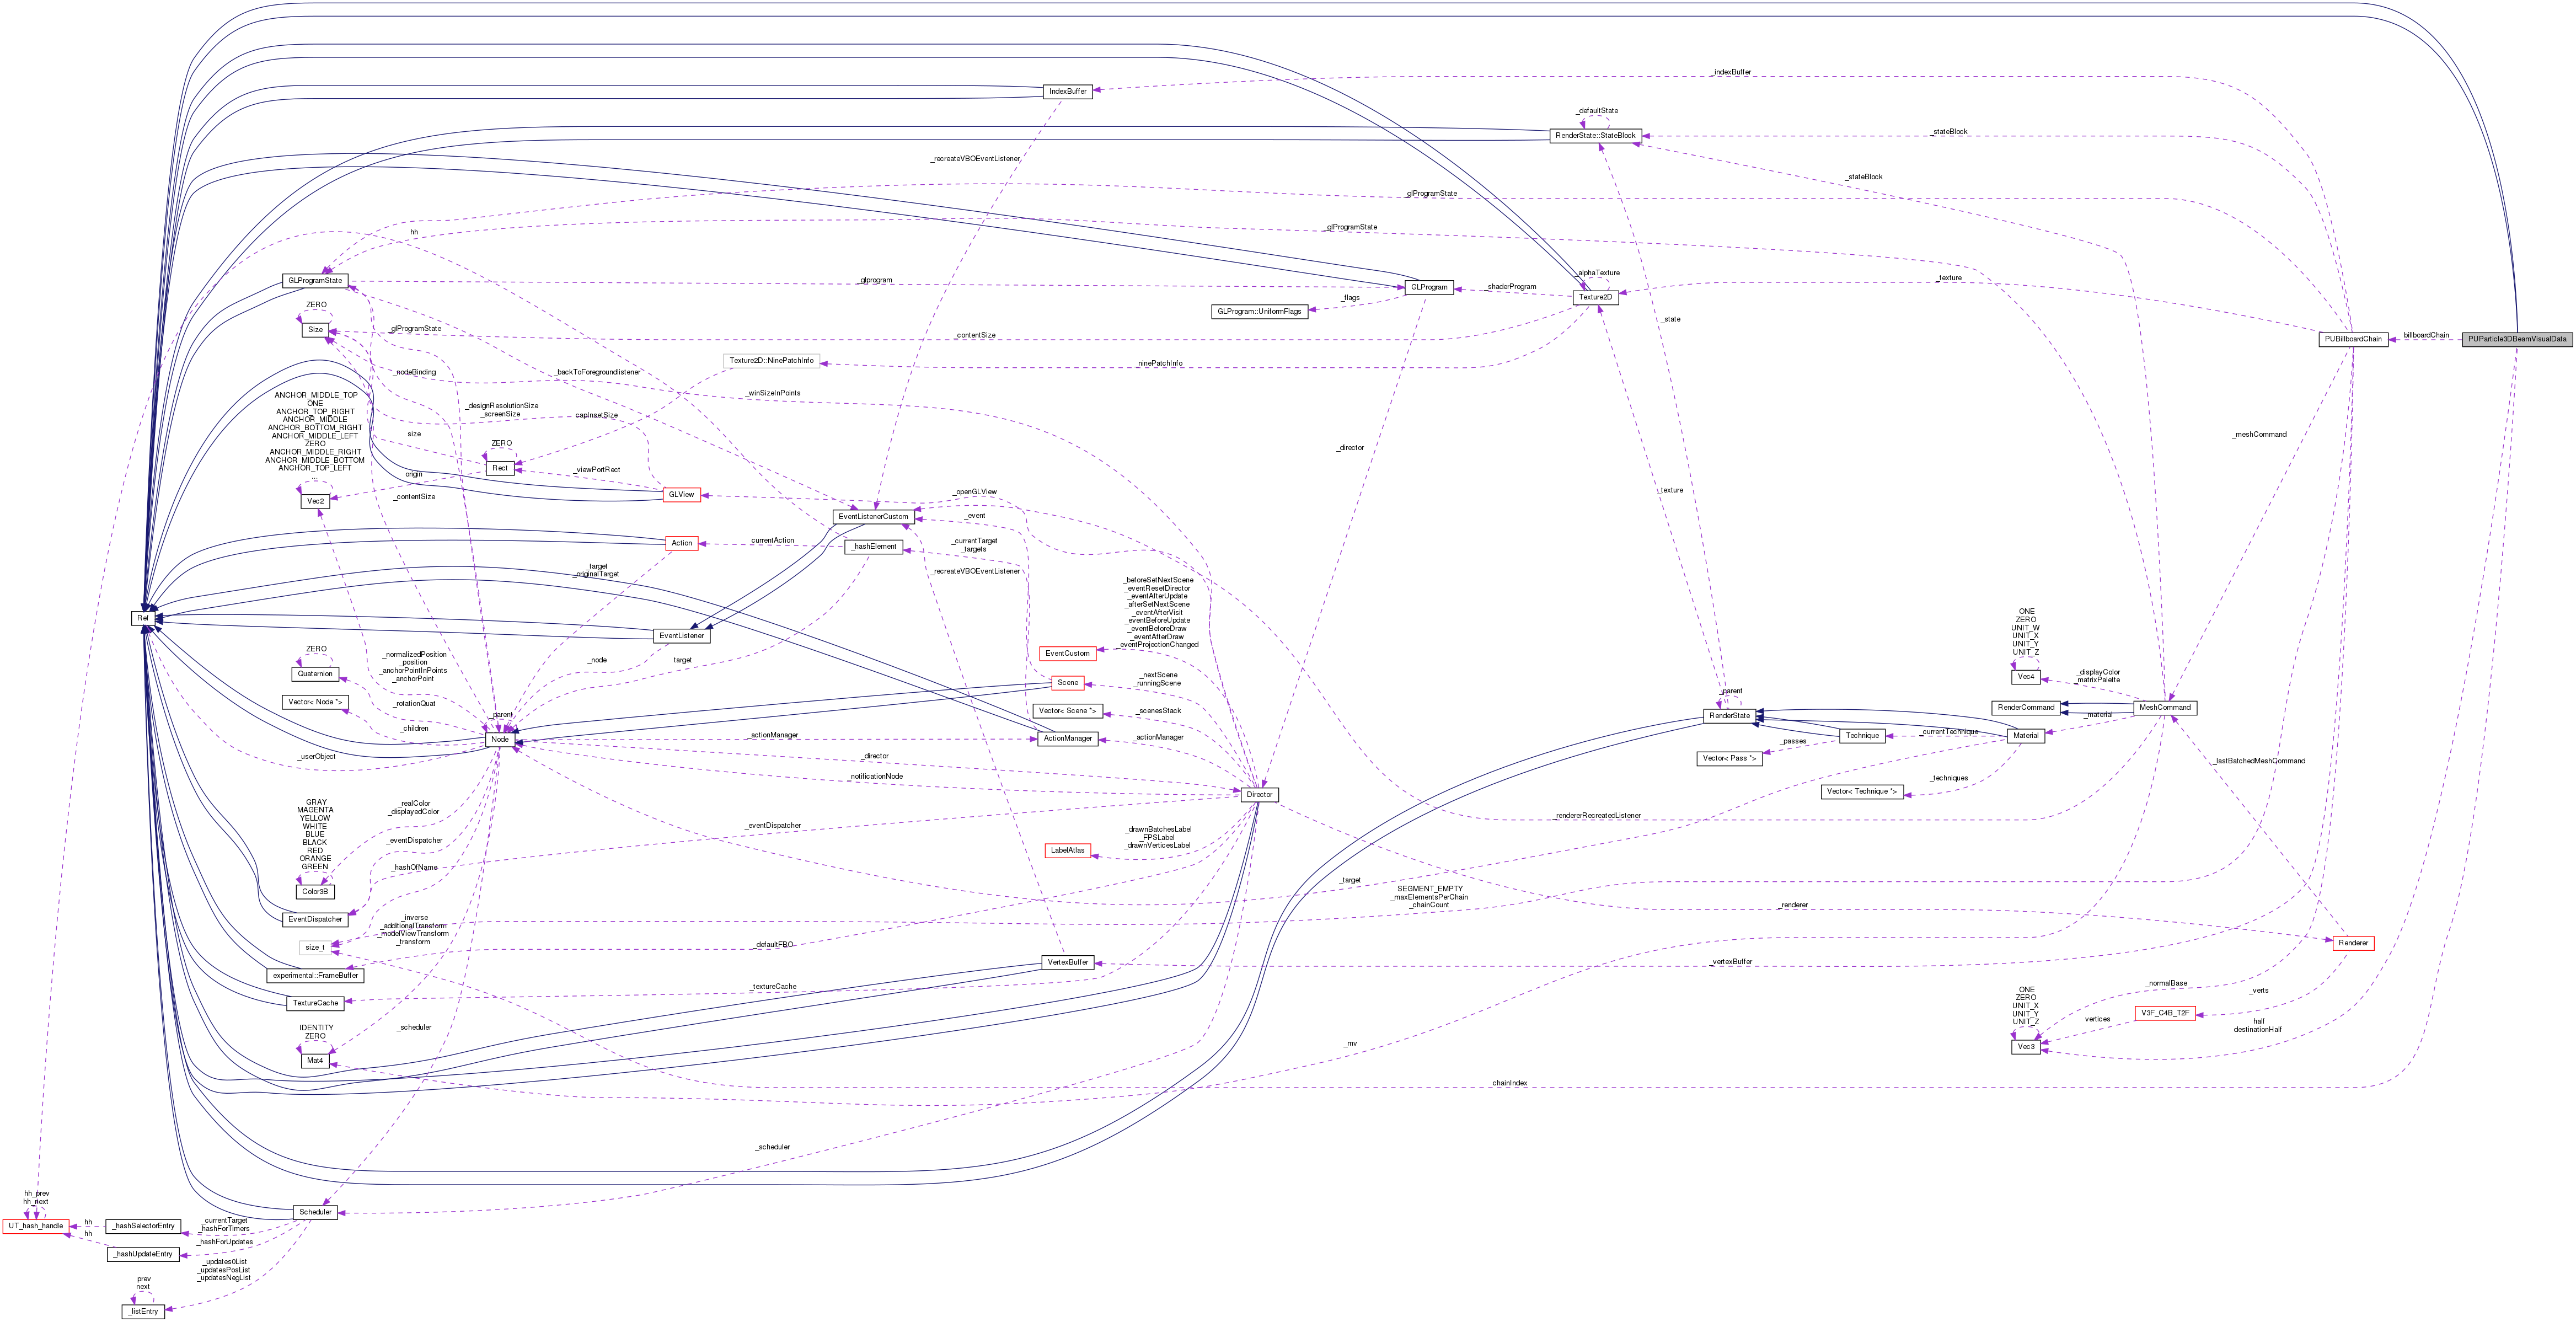 _indexBuffer
IndexBuffer
_defaultState
RenderState::StateBlock
_stateBlock
_recreateVBOEventListener
_stateBlock
_glProgramState
hh
_glProgramState
_alphaTexture
GLProgramState
_glprogram
GLProgram
_shaderProgram
Texture2D
_texture
_flags
GLProgram::UniformFlags
ZERO
Size
_glProgramState
_contentSize
_state
PUBillboardChain
billboardChain
PUParticle3DBeamVisualData
Texture2D::NinePatchInfo
_ninePatchInfo
_nodeBinding
_backToForegroundlistener
_winSizeInPoints
ANCHOR_MIDDLE_TOP
ONE
ANCHOR_TOP_RIGHT
ANCHOR_MIDDLE
ANCHOR_BOTTOM_RIGHT
ANCHOR_MIDDLE_LEFT
ZERO
ANCHOR_MIDDLE_RIGHT
ANCHOR_MIDDLE_BOTTOM
ANCHOR_TOP_LEFT
...
_designResolutionSize
_screenSize
capInsetSize
size
ZERO
Rect
_viewPortRect
origin
_director
_meshCommand
Vec2
_contentSize
GLView
_openGLView
_texture
EventListenerCustom
_event
Action
currentAction
_hashElement
_currentTarget
_targets
_target
_originalTarget
_recreateVBOEventListener
_beforeSetNextScene
_eventResetDirector
_eventAfterUpdate
_afterSetNextScene
_eventAfterVisit
_eventBeforeUpdate
_eventBeforeDraw
_eventAfterDraw
_eventProjectionChanged
Ref
EventListener
EventCustom
ONE
ZERO
UNIT_W
UNIT_X
UNIT_Y
UNIT_Z
Vec4
_displayColor
_matrixPalette
ZERO
Quaternion
_normalizedPosition
_position
_anchorPointInPoints
_anchorPoint
_node
target
Scene
_nextScene
_runningScene
Vector< Node *>
_rotationQuat
_parent
Vector< Scene *>
_scenesStack
_parent
RenderState
RenderCommand
MeshCommand
_material
_children
Node
_actionManager
ActionManager
_actionManager
Technique
_currentTechnique
Material
_userObject
_director
_passes
Vector< Pass *>
_lastBatchedMeshCommand
_notificationNode
Director
_techniques
Vector< Technique *>
GRAY
MAGENTA
YELLOW
WHITE
BLUE
BLACK
RED
ORANGE
GREEN
Color3B
_realColor
_displayedColor
_rendererRecreatedListener
_eventDispatcher
_eventDispatcher
_drawnBatchesLabel
_FPSLabel
_drawnVerticesLabel
LabelAtlas
_hashOfName
_target
SEGMENT_EMPTY
_maxElementsPerChain
_chainCount
_renderer
EventDispatcher
_inverse
_additionalTransform
_modelViewTransform
_transform
size_t
_defaultFBO
Renderer
experimental::FrameBuffer
VertexBuffer
_vertexBuffer
_textureCache
_normalBase
_verts
TextureCache
ONE
ZERO
UNIT_X
UNIT_Y
UNIT_Z
Vec3
vertices
V3F_C4B_T2F
half
destinationHalf
IDENTITY
ZERO
Mat4
_scheduler
_mv
chainIndex
_scheduler
hh_prev
hh_next
UT_hash_handle
hh
_hashSelectorEntry
_currentTarget
_hashForTimers
Scheduler
hh
_hashUpdateEntry
_hashForUpdates
_updates0List
_updatesPosList
_updatesNegList
prev
next
_listEntry